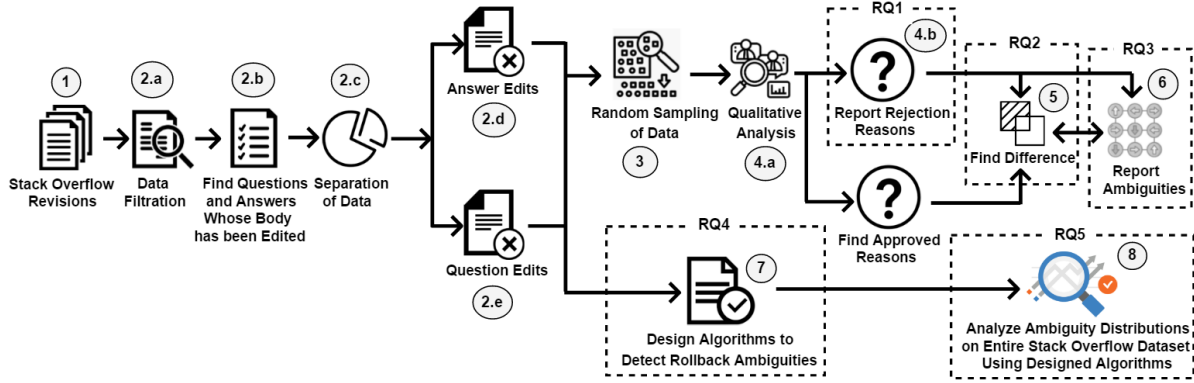 1
Stack Overflow
Revisions
2.a
Data
Filtration
2.b
Find Questions
and Answers
Whose Body
has been Edited
2.c
Separation
of Data
Answer Edits
2.d
Question Edits
2.e
Random Sampling
of Data
3
Qualitative
Analysis
4.a
RQ1
4.b
?
Report Rejection
Reasons
?
Find Approved
Reasons
RQ2
5
Find Difference
RQ3
6
Report
Ambiguities
RQ4
7
Design Algorithms to
Detect Rollback Ambiguities
RQ5
8
Analyze Ambiguity Distributions
on Entire Stack Overflow Dataset
Using Designed Algorithms